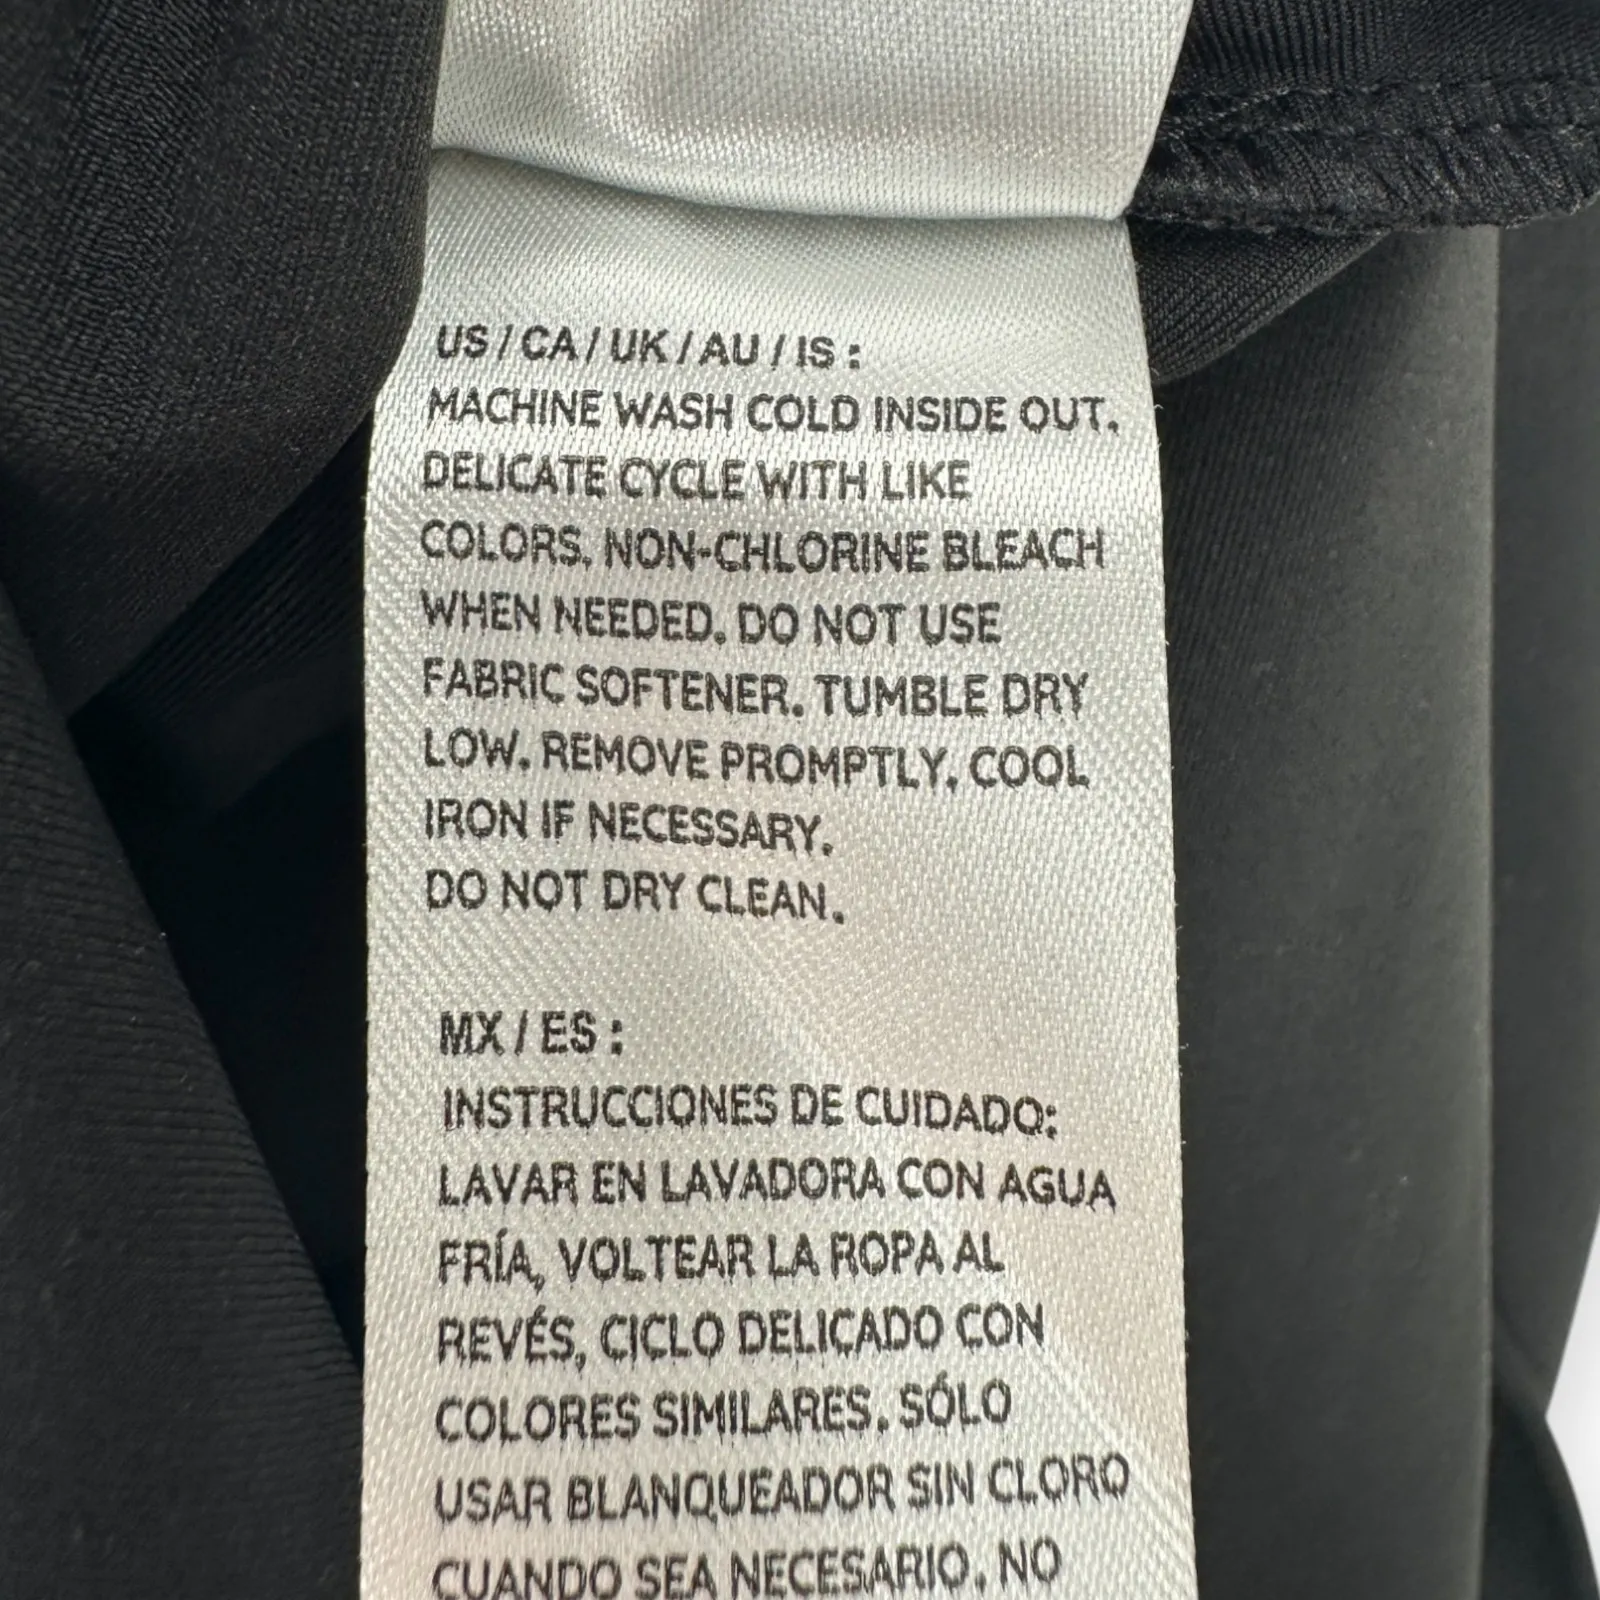 US / CA / UK / AU / IS :
MACHINE WASH COLD INSIDE OUT.
DELICATE CYCLE WITH LIKE
COLORS. NON-CHLORINE BLEACH
WHEN NEEDED. DO NOT USE
FABRIC SOFTENER. TUMBLE DRY
LOW. REMOVE PROMPTLY. COOL
IRON IF NECESSARY.
DO NOT DRY CLEAN.
MX / ES :
INSTRUCCIONES DE CUIDADO:
LAVAR EN LAVADORA CON AGUA
FRÍA, VOLTEAR LA ROPA AL
REVÉS, CICLO DELICADO CON
COLORES SIMILARES. SÓLO
USAR BLANQUEADOR SIN CLORO
CUANDO SEA NECESARIO. NO